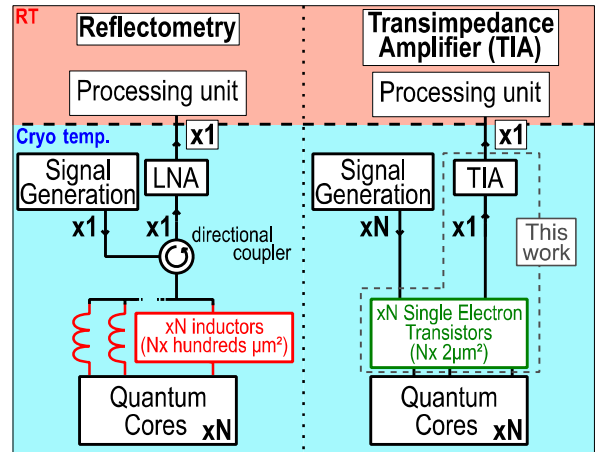 RT
Reflectometry
Processing unit
x1
Cryo temp.
Signal
Generation
LNA
x1
x1
directional
coupler
xN inductors
(Nx hundreds µm²)
Quantum
Cores xN
Transimpedance
Amplifier (TIA)
Processing unit
x1
Signal
Generation
TIA
xN
x1
This
work
xN Single Electron
Transistors
(Nx 2µm²)
Quantum
Cores xN